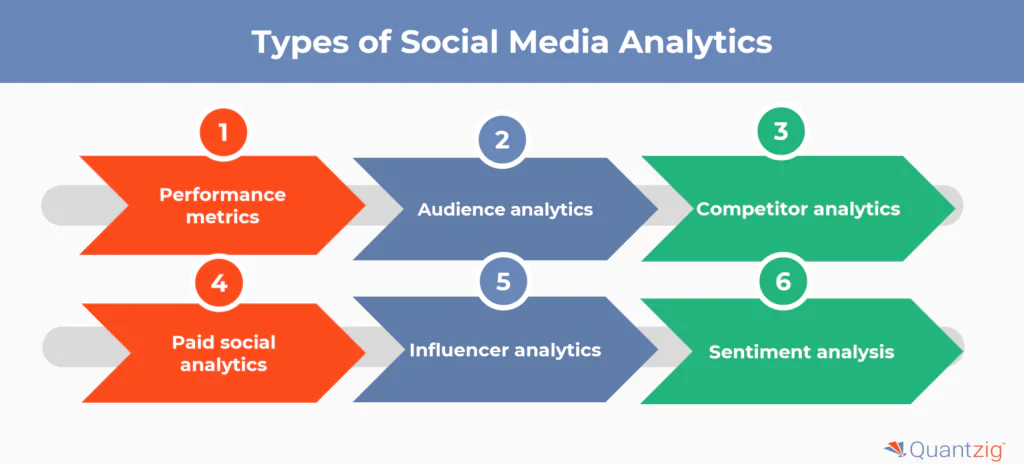 Types of Social Media Analytics
1
Performance
metrics
2
Audience analytics
3
Competitor analytics
4
Paid social
analytics
5
Influencer analytics
6
Sentiment analysis
Quantzig